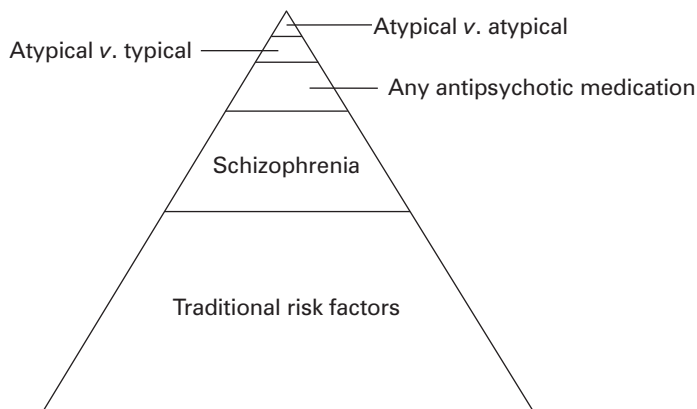 Atypical v. atypical
Atypical v. typical
Any antipsychotic medication
Schizophrenia
Traditional risk factors